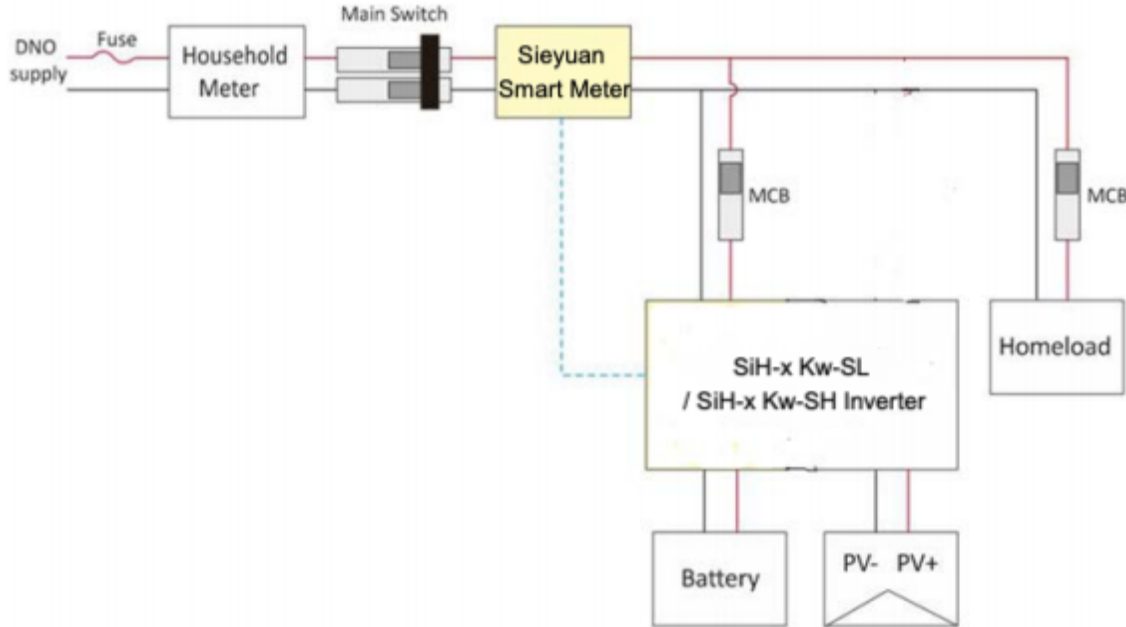 Main Switch
DNO
supply
Fuse
Household
Meter
Sieyuan
Smart Meter
MCB
MCB
SiH-x Kw-SL
/ SiH-x Kw-SH Inverter
Homeload
Battery
PV- PV+